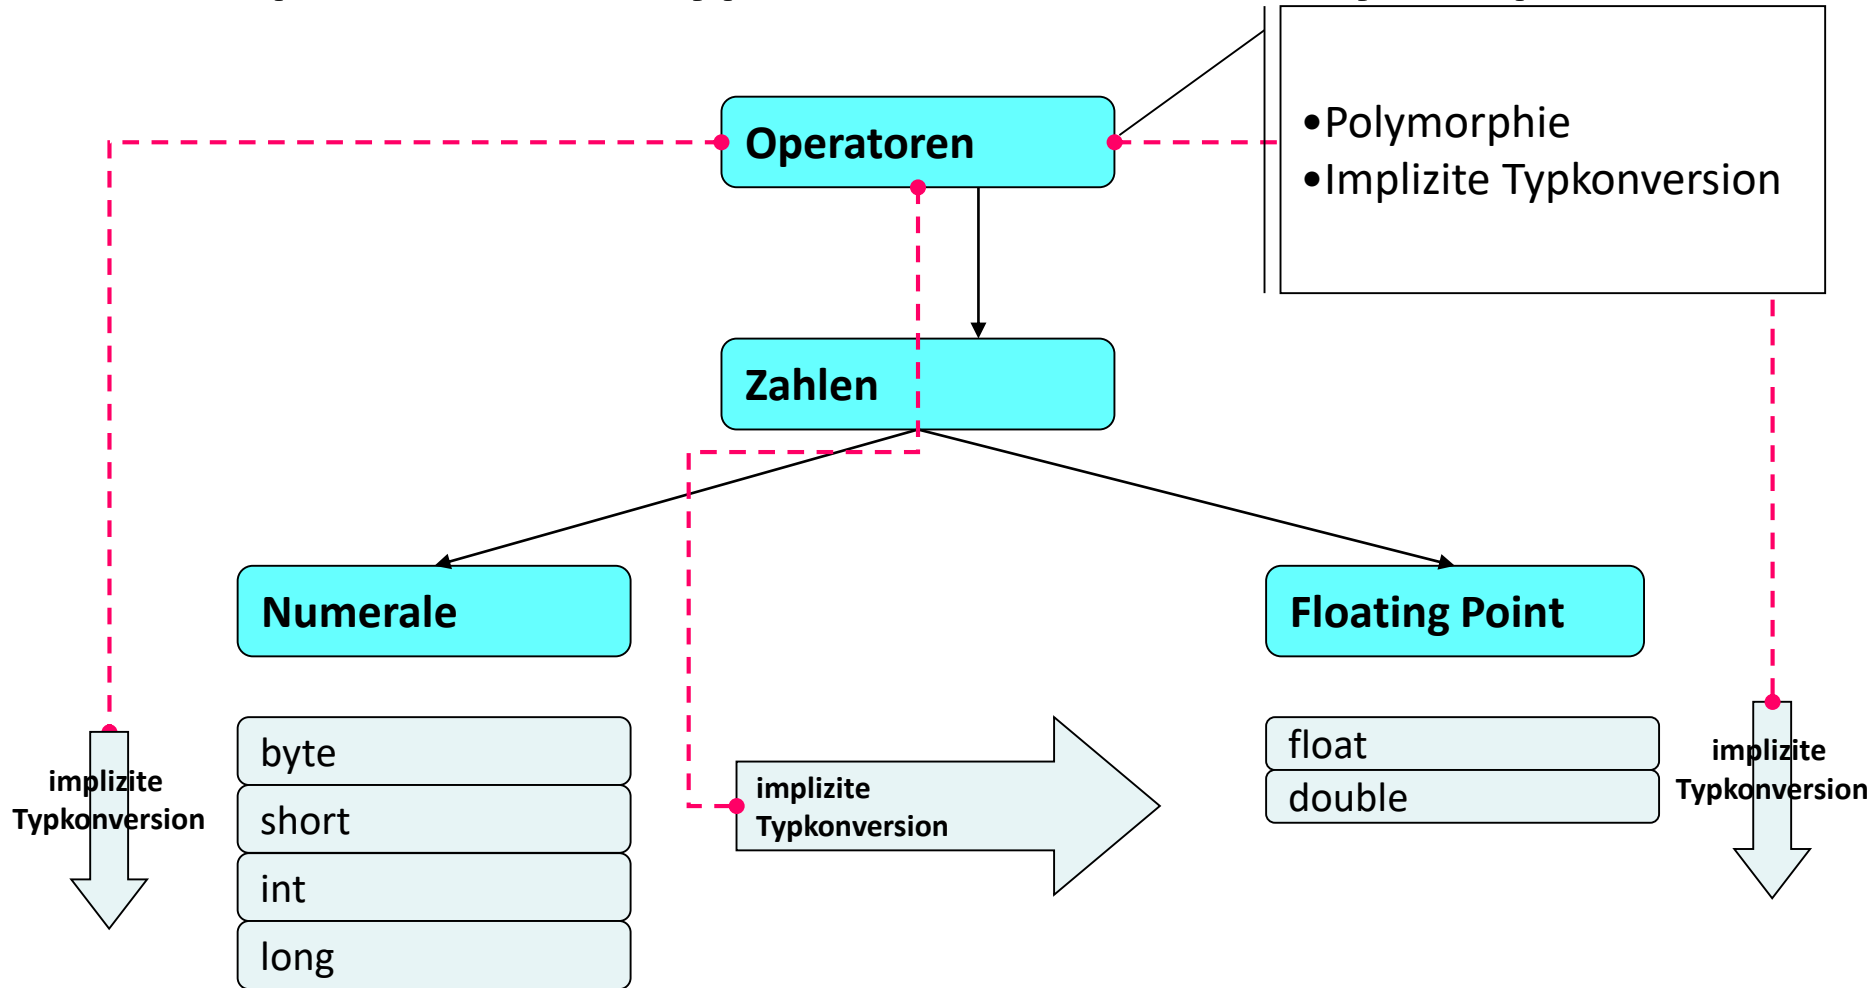 Operatoren
•Polymorphie
•Implizite Typkonversion
Zahlen
Numerale
Floating Point
byte
short
int
long
float
double
implizite
Typkonversion
implizite
Typkonversion
implizite
Typkonversion